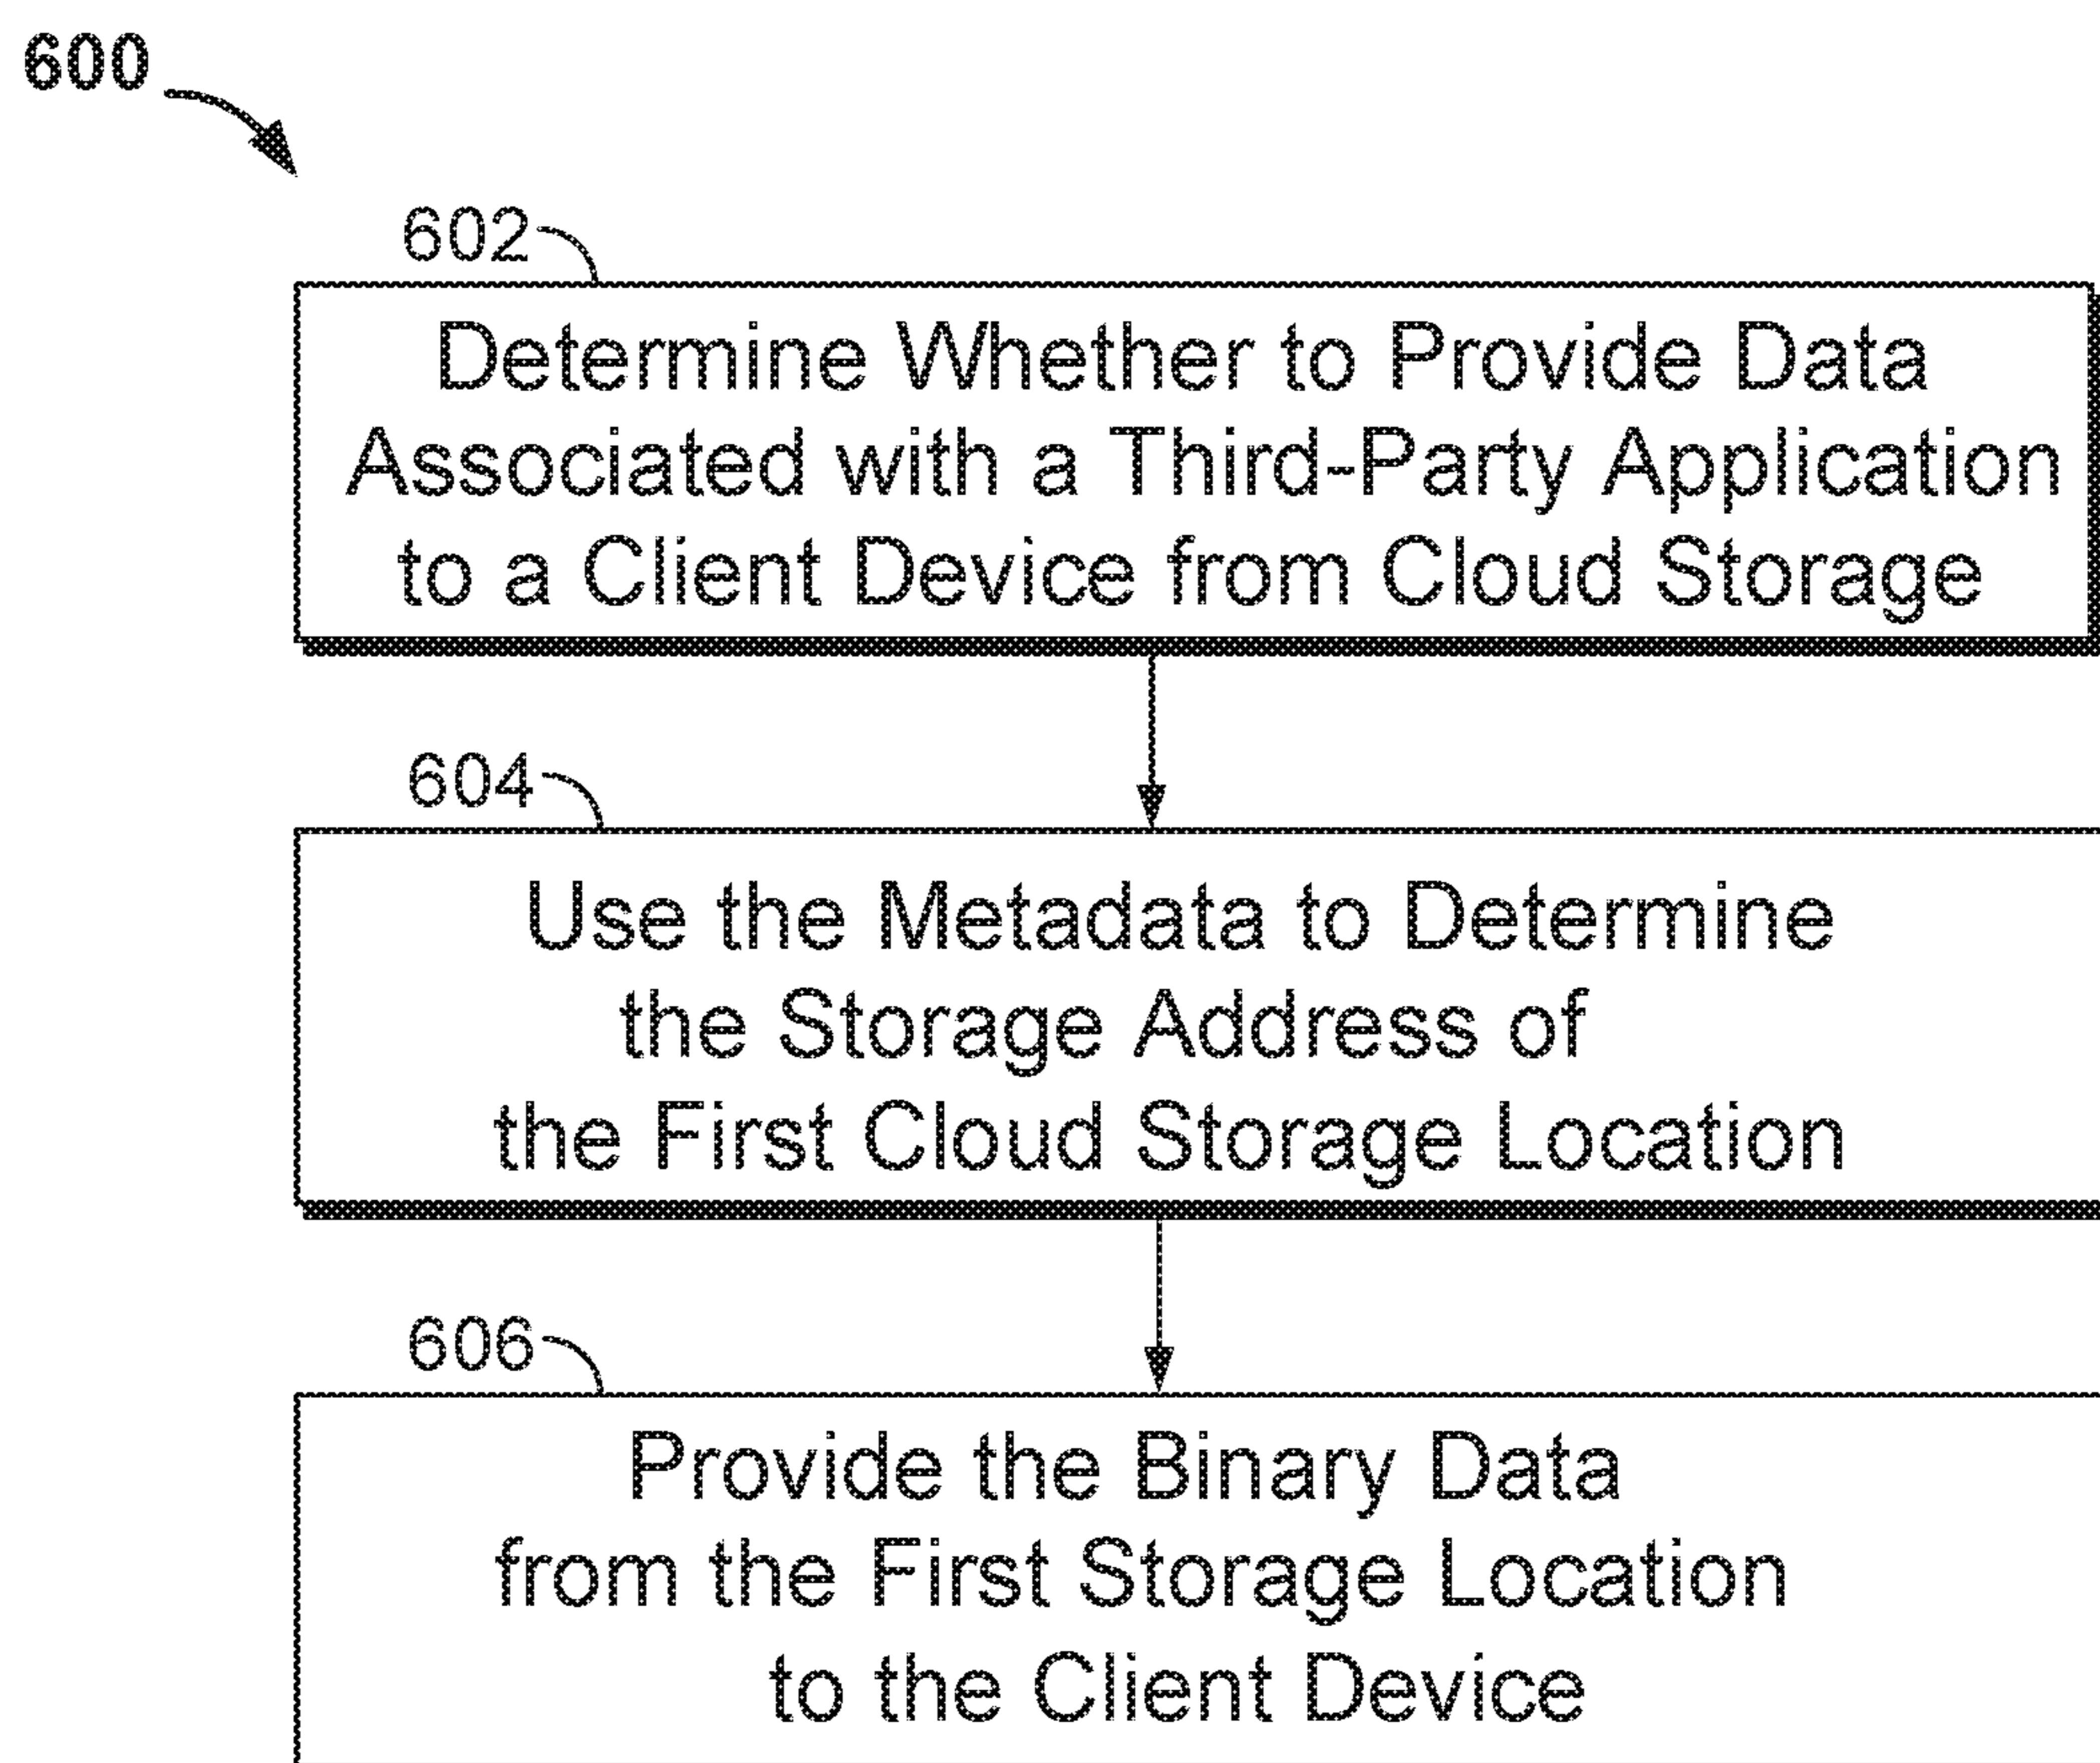 600
602
Determine Whether to Provide Data
Associated with a Third-Party Application
to a Client Device from Cloud Storage
604
Use the Metadata to Determine
the Storage Address of
the First Cloud Storage Location
606
Provide the Binary Data
from the First Storage Location
to the Client Device